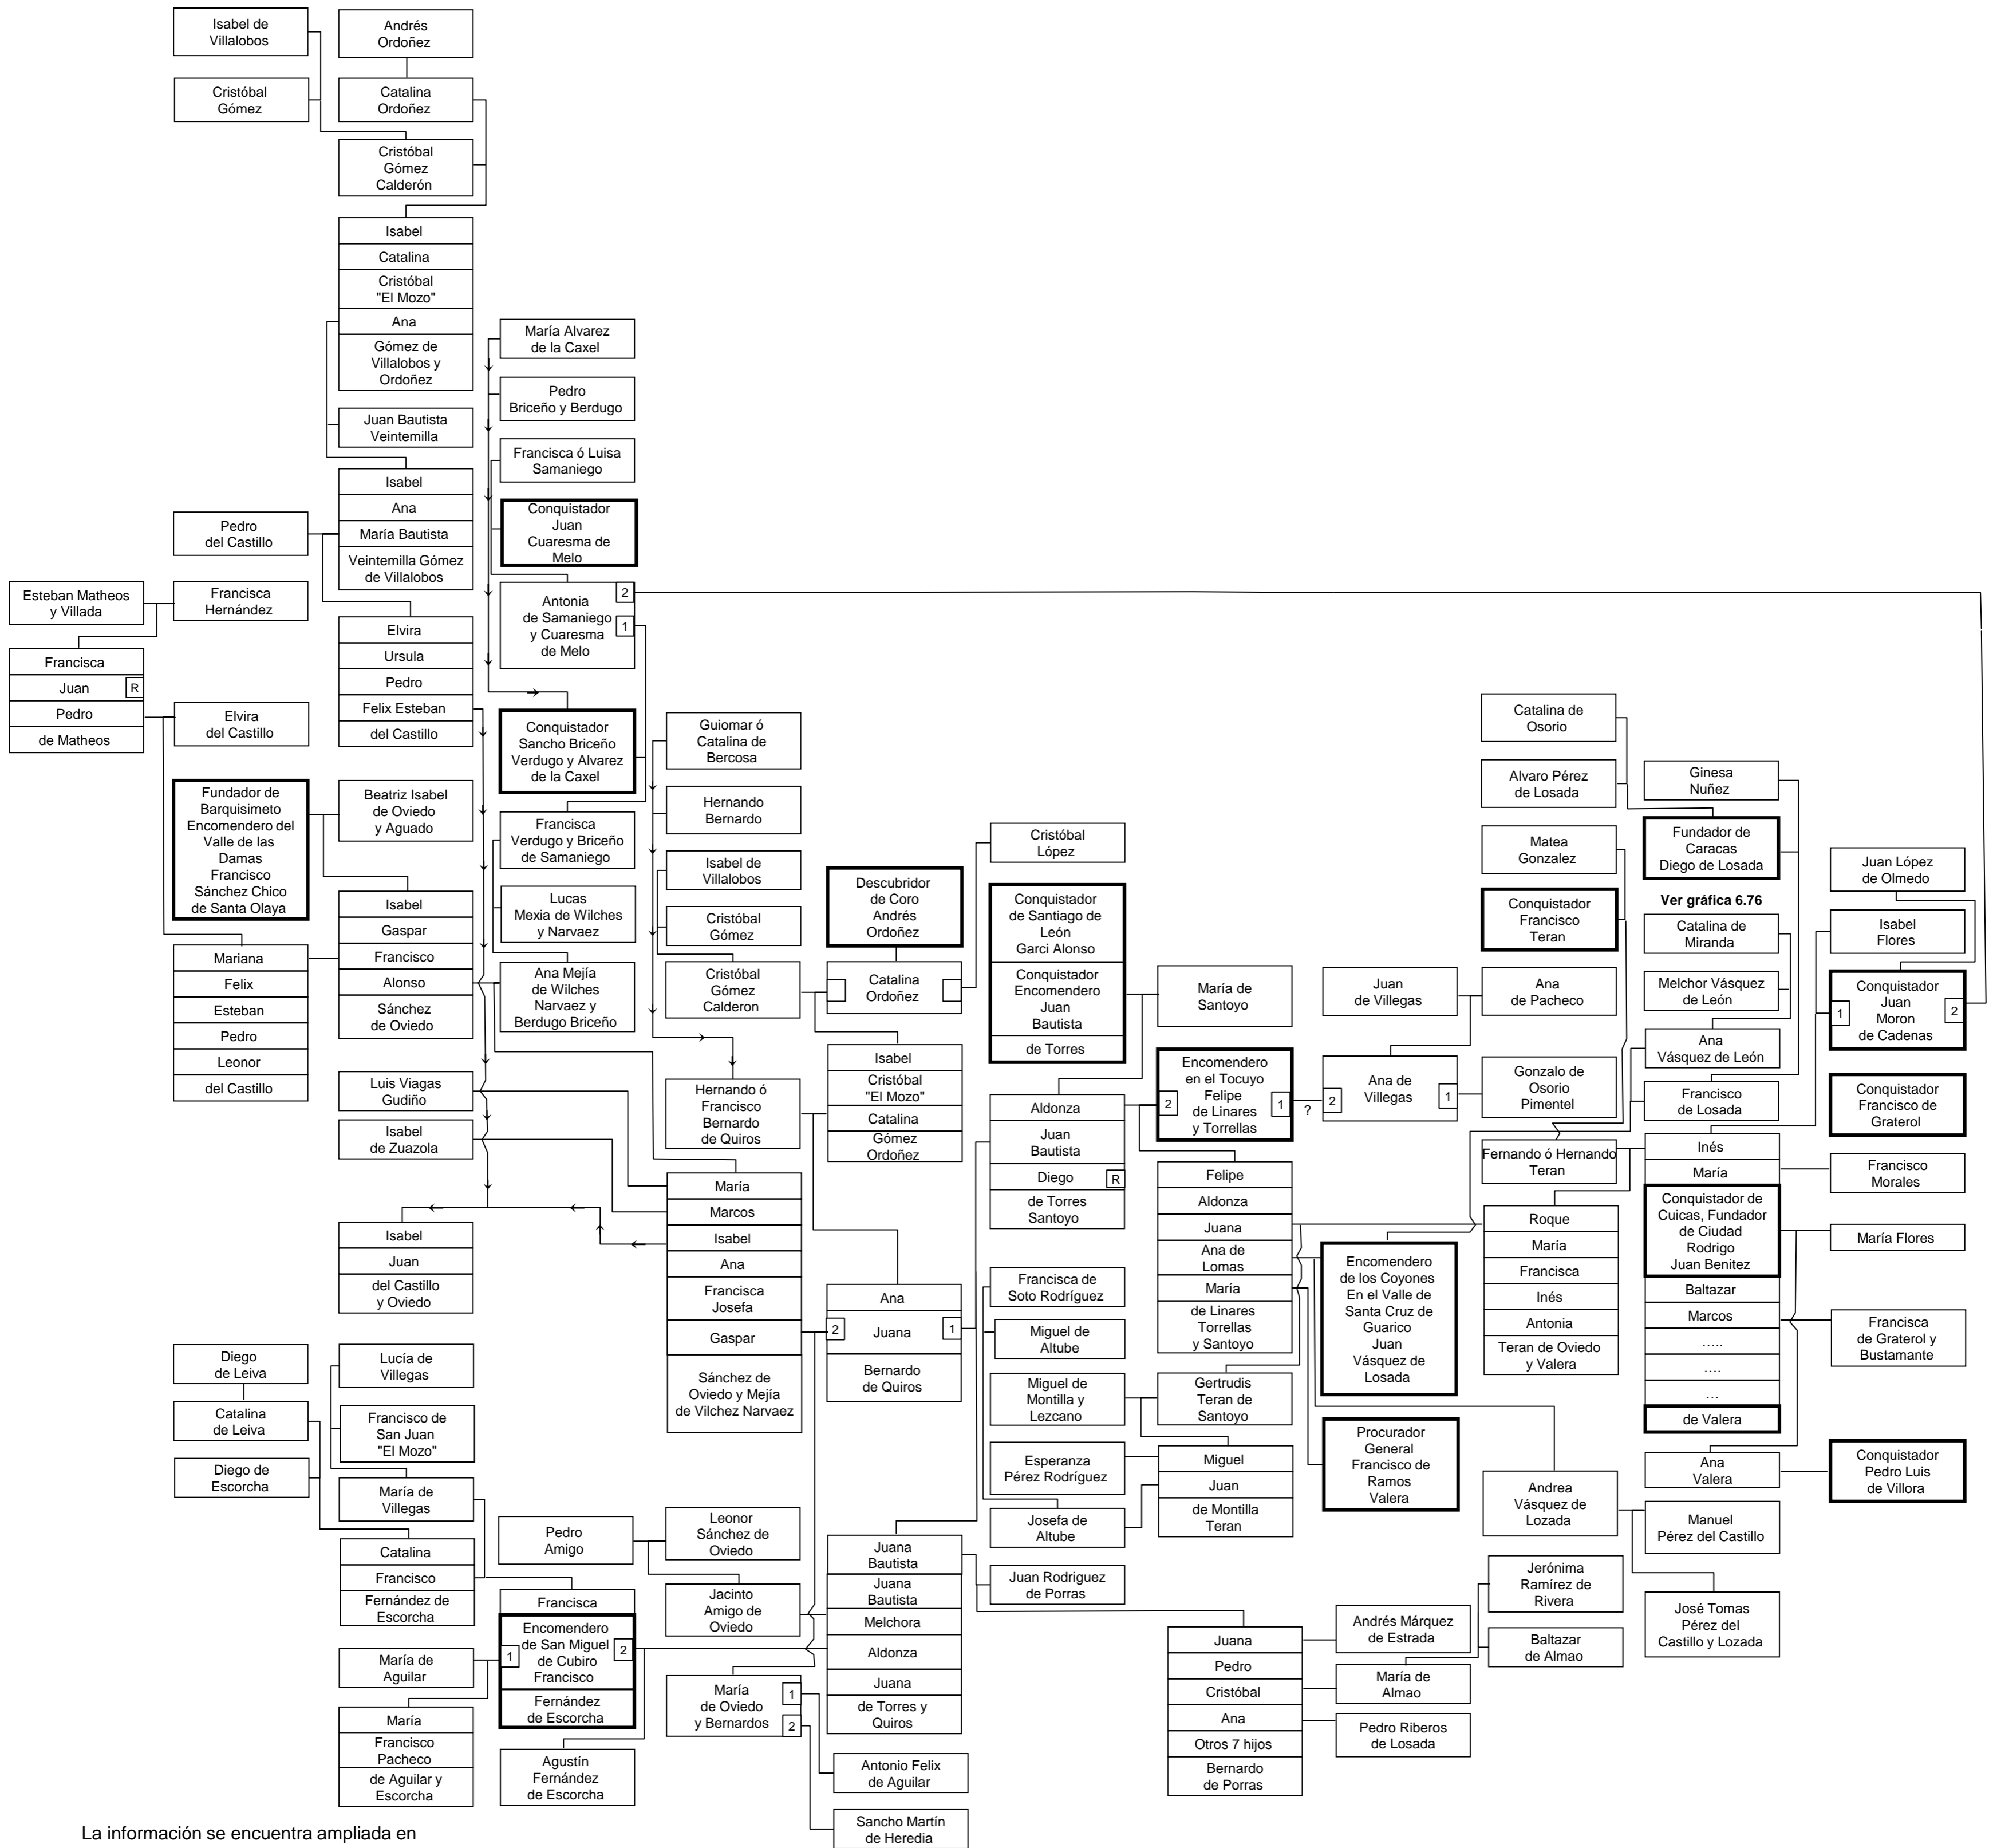 Isabel de
Villalobos
Andrés
Ordoñez
Cristóbal
Gómez
Catalina
Ordoñez
Cristóbal
Gómez
Calderón
Isabel
Catalina
Cristóbal
"El Mozo"
Ana
Gómez de
Villalobos y
Ordoñez
Juan Bautista
Veintemilla
Isabel
Ana
María Bautista
Veintemilla Gómez
de Villalobos
Pedro
del Castillo
Esteban Matheos
y Villada
Francisca
Hernández
Francisca
Juan
R
Pedro
de Matheos
Elvira
del Castillo
Elvira
Ursula
Pedro
Felix Esteban
del Castillo
María Alvarez
de la Caxel
Pedro
Briceño y Berdugo
Francisca ó Luisa
Samaniego
Conquistador
Juan
Cuaresma de
Melo
Antonia
de Samaniego
y Cuaresma
de Melo
2
1
Conquistador
Sancho Briceño
Verdugo y Alvarez
de la Caxel
Fundador de
Barquisimeto
Encomendero del
Valle de las
Damas
Francisco
Sánchez Chico
de Santa Olaya
Beatriz Isabel
de Oviedo
y Aguado
Francisca
Verdugo y Briceño
de Samaniego
Lucas
Mexia de Wilches
y Narvaez
Isabel
Gaspar
Francisco
Alonso
Sánchez
de Oviedo
Ana Mejía
de Wilches
Narvaez y
Berdugo Briceño
Mariana
Felix
Esteban
Pedro
Leonor
del Castillo
Guiomar ó
Catalina de
Bercosa
Hernando
Bernardo
Isabel de
Villalobos
Cristóbal
Gómez
Cristóbal
Gómez
Calderon
Descubridor
de Coro
Andrés
Ordoñez
Catalina
Ordoñez
Cristóbal
López
Conquistador
de Santiago de
León
Garci Alonso
Conquistador
Encomendero
Juan
Bautista
de Torres
María de
Santoyo
Luis Viagas
Gudiño
Isabel
de Zuazola
Hernando ó
Francisco
Bernardo
de Quiros
Isabel
Cristóbal
"El Mozo"
Catalina
Gómez
Ordoñez
Aldonza
Juan
Bautista
Diego
R
de Torres
Santoyo
2
Encomendero
en el Tocuyo
Felipe
de Linares
y Torrellas
1
?
2
Ana de
Villegas
1
Juan
de Villegas
Ana
de Pacheco
Gonzalo de
Osorio
Pimentel
Catalina de
Osorio
Alvaro Pérez
de Losada
Matea
Gonzalez
Conquistador
Francisco
Teran
Ginesa
Nuñez
Fundador de
Caracas
Diego de Losada
Ver gráfica 6.76
Catalina de
Miranda
Melchor Vásquez
de León
Ana
Vásquez de León
Francisco
de Losada
Juan López
de Olmedo
Isabel
Flores
1
Conquistador
Juan
Moron
de Cadenas
2
Conquistador
Francisco de
Graterol
Fernando ó Hernando
Teran
Inés
María
Conquistador de
Cuicas, Fundador
de Ciudad
Rodrigo
Juan Benitez
Baltazar
Marcos
.....
....
...
de Valera
Francisco
Morales
María Flores
Francisca
de Graterol y
Bustamante
Ana
Valera
Conquistador
Pedro Luis
de Villora
María
Marcos
Isabel
Ana
Francisca
Josefa
Gaspar
Sánchez de
Oviedo y Mejía
de Vilchez Narvaez
Isabel
Juan
del Castillo
y Oviedo
Ana
2
Juana
1
Bernardo
de Quiros
Felipe
Aldonza
Juana
Ana de
Lomas
María
de Linares
Torrellas
y Santoyo
Encomendero
de los Coyones
En el Valle de
Santa Cruz de
Guarico
Juan
Vásquez de
Losada
Roque
María
Francisca
Inés
Antonia
Teran de Oviedo
y Valera
Francisca de
Soto Rodríguez
Miguel de
Altube
Miguel de
Montilla y
Lezcano
Gertrudis
Teran de
Santoyo
Procurador
General
Francisco de
Ramos
Valera
Esperanza
Pérez Rodríguez
Miguel
Juan
de Montilla
Teran
Josefa de
Altube
Andrea
Vásquez de
Lozada
Manuel
Pérez del Castillo
José Tomas
Pérez del
Castillo y Lozada
Diego
de Leiva
Lucía de
Villegas
Catalina
de Leiva
Francisco de
San Juan
"El Mozo"
Diego de
Escorcha
María de
Villegas
Catalina
Francisco
Fernández de
Escorcha
Pedro
Amigo
Leonor
Sánchez de
Oviedo
Jacinto
Amigo de
Oviedo
Francisca
1
Encomendero
de San Miguel
de Cubiro
Francisco
2
Fernández
de Escorcha
María de
Aguilar
María
Francisco
Pacheco
de Aguilar y
Escorcha
Agustín
Fernández
de Escorcha
Juana
Bautista
Juana
Bautista
Melchora
Aldonza
Juana
de Torres y
Quiros
Juan Rodriguez
de Porras
María
de Oviedo
y Bernardos
1
2
Antonio Felix
de Aguilar
Sancho Martín
de Heredia
Juana
Pedro
Cristóbal
Ana
Otros 7 hijos
Bernardo
de Porras
Andrés Márquez
de Estrada
María de
Almao
Pedro Riberos
de Losada
Jerónima
Ramírez de
Rivera
Baltazar
de Almao
La información se encuentra ampliada en